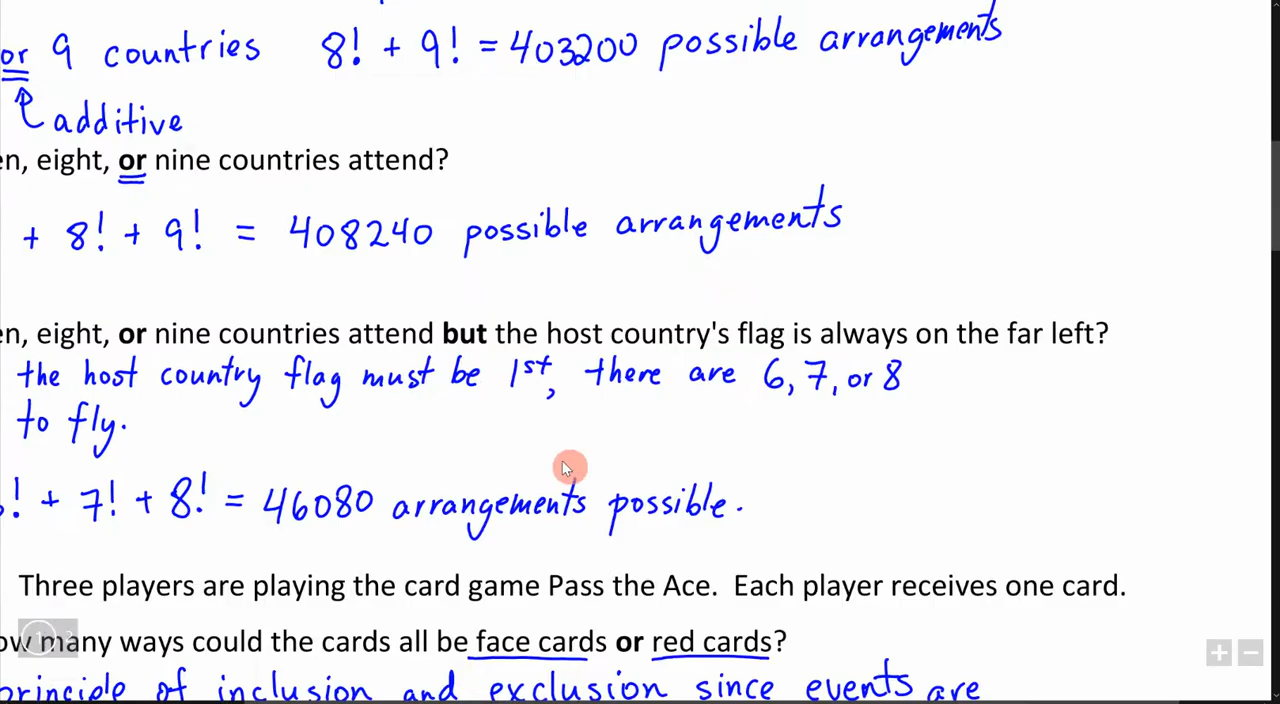 or 9 countries 8! + 9! = 403200 possible arrangements
additive
en, eight, or nine countries attend?
+ 8! + 9! = 408240 possible arrangements
en, eight, or nine countries attend but the host country's flag is always on the far left?
the host country flag must be 1st, there are 6, 7, or 8
to fly.
! + 7! + 8! = 46080 arrangements possible.
Three players are playing the card game Pass the Ace. Each player receives one card.
ow many ways could the cards all be face cards or red cards?
principle of inclusion and exclusion since events are